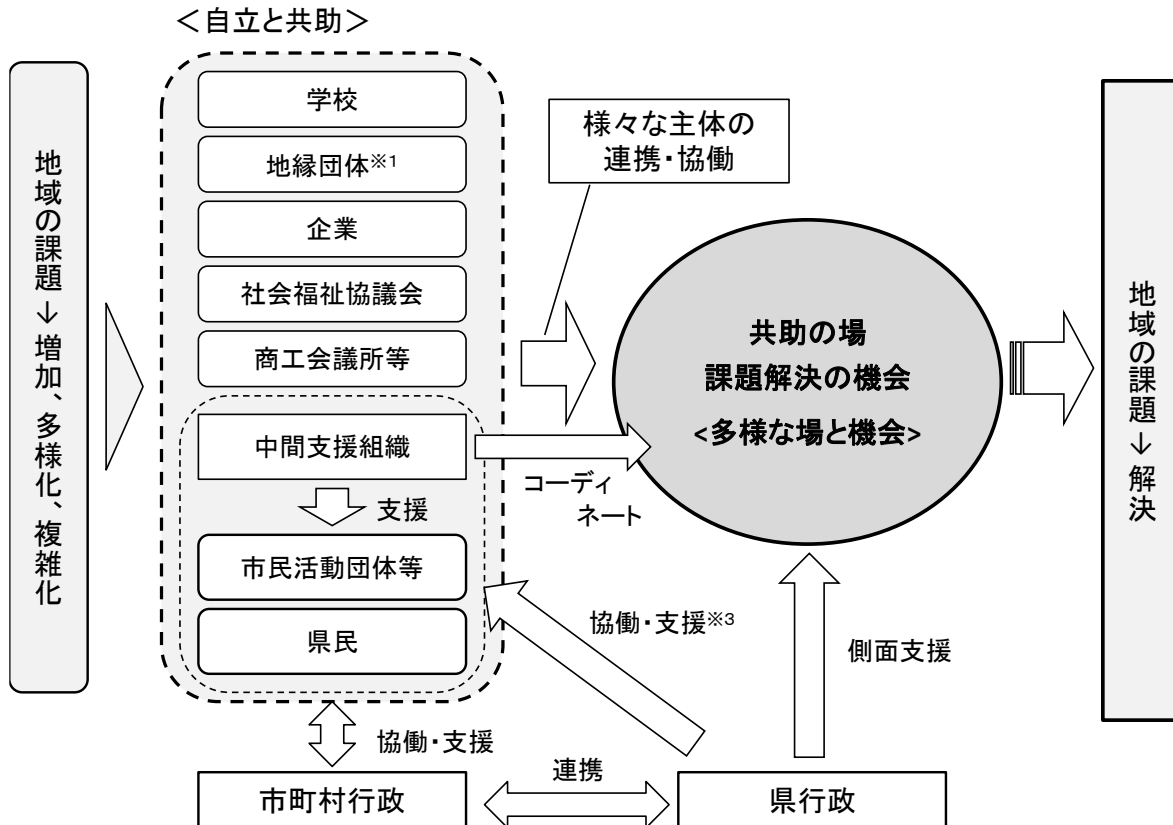 <自立と共助>
地域の課題→増加、多様化、複雑化
学校
地縁団体※1
企業
社会福祉協議会
商工会議所等
中間支援組織
支援
市民活動団体等
県民
様々な主体の
連携・協働
コーディ
ネート
共助の場
課題解決の機会
<多様な場と機会>
地域の課題→解決
協働・支援※3
側面支援
協働・支援
市町村行政
連携
県行政